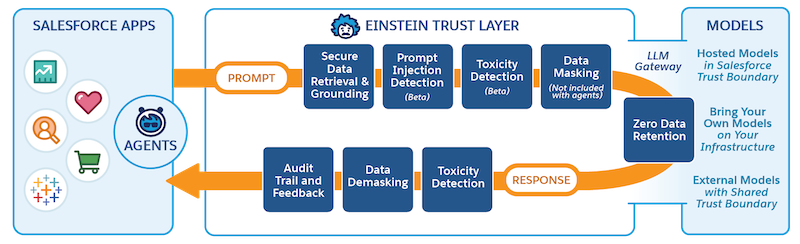 SALESFORCE APPS
AGENTS
EINSTEIN TRUST LAYER
PROMPT
Secure
Data
Retrieval &
Grounding
Prompt
Injection
Detection
(Beta)
Toxicity
Detection
(Beta)
Data
Masking
(Not included
with agents)
LLM
Gateway
Zero Data
Retention
RESPONSE
Toxicity
Detection
Data
Demasking
Audit
Trail and
Feedback
MODELS
Hosted Models
in Salesforce
Trust Boundary
Bring Your
Own Models
on Your
Infrastructure
External Models
with Shared
Trust Boundary